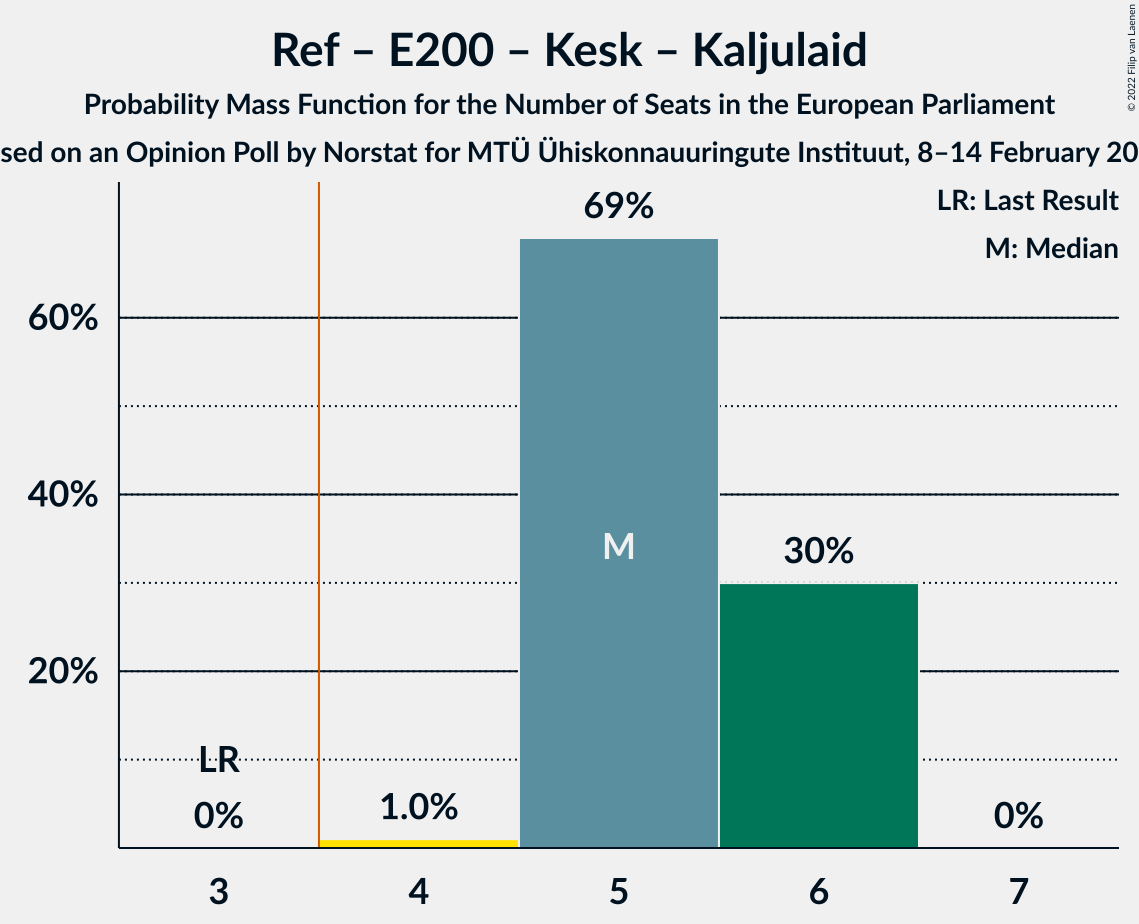 Ref – E200 – Kesk – Kaljulaid
Probability Mass Function for the Number of Seats in the European Parliament
sed on an Opinion Poll by Norstat for MTÜ Ühiskonnauuringute Instituut, 8–14 February 20
© 2022 Filip van Laenen
LR: Last Result
M: Median
69%
60%
40%
M
30%
20%
LR
0%
1.0%
0%
3 4 5 6 7